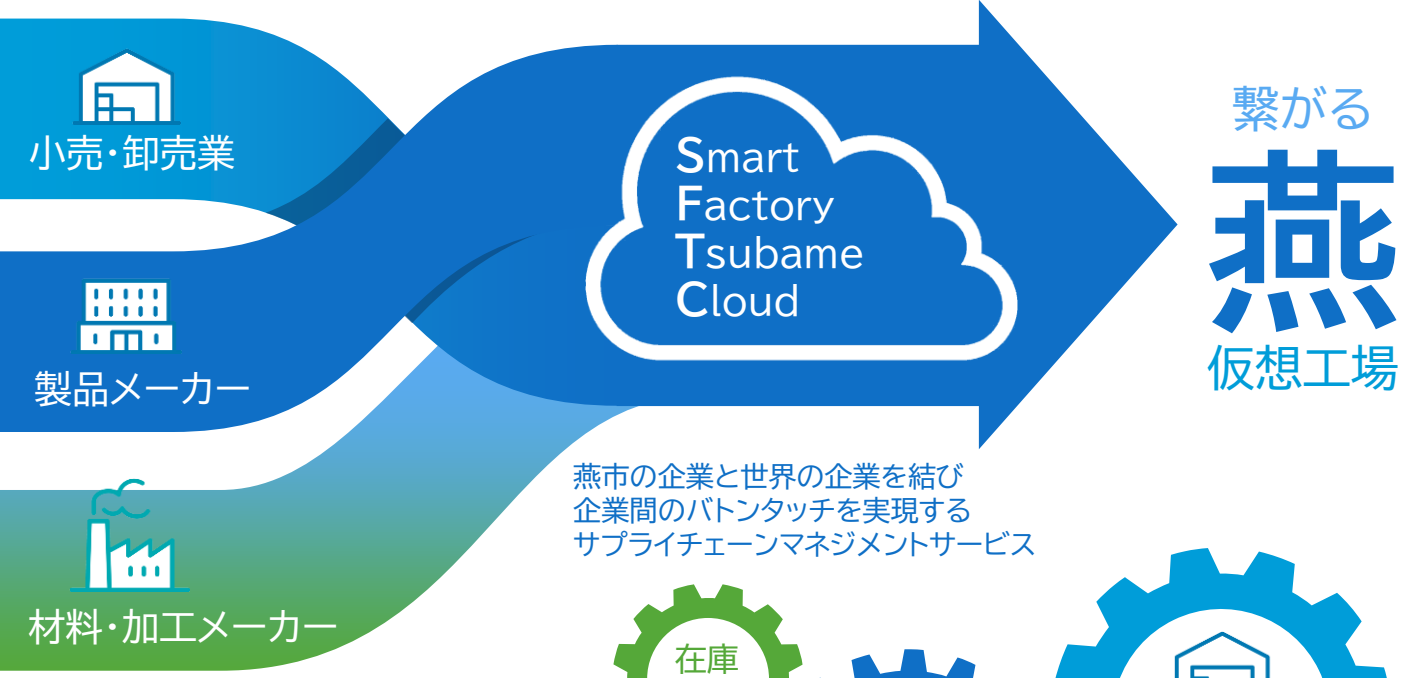 小売・卸売業
製品メーカー
材料・加工メーカー
Smart
Factory
Tsubame
Cloud
繋がる
燕
仮想工場
燕市の企業と世界の企業を結び
企業間のバトンタッチを実現する
サプライチェーンマネジメントサービス
在庫